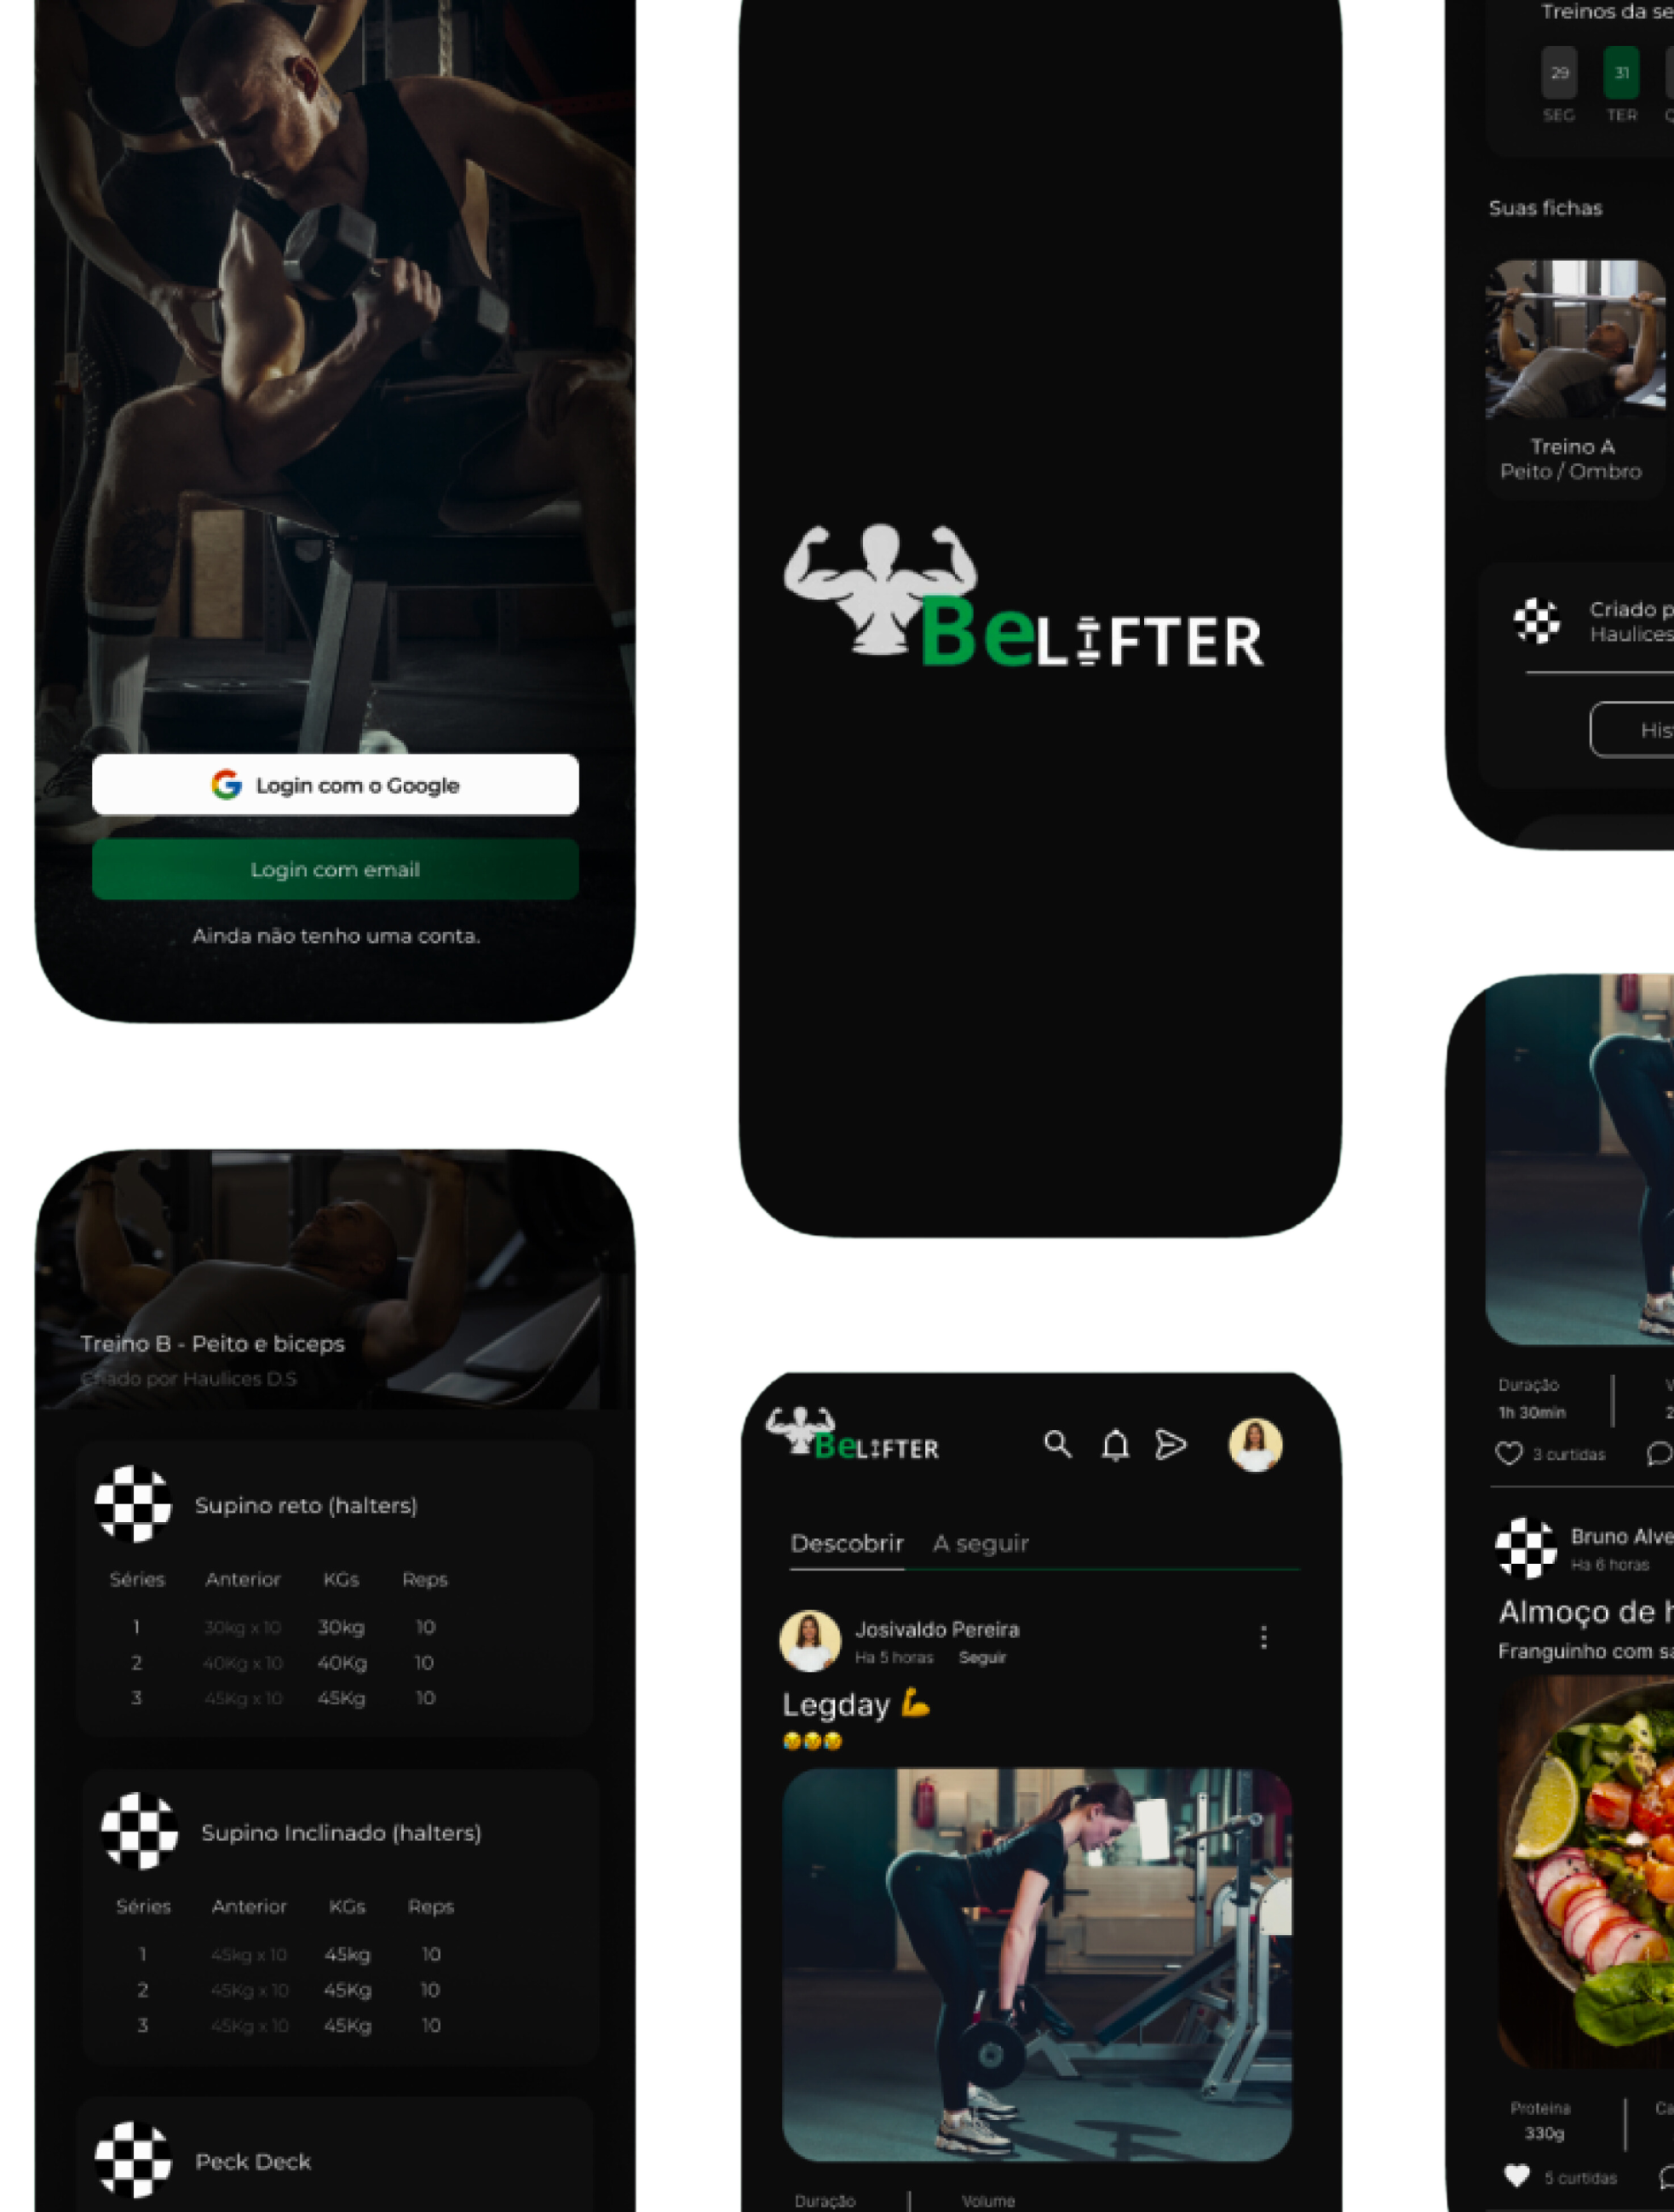 Login com o Google
Login com email
Ainda não tenho uma conta.
Treino B - Peito e biceps
Criado por Haulices D.S
Supino reto (halters)
Séries Anterior KGs Reps
1 30kg x 10 30kg 10
2 40Kg x 10 40Kg 10
3 45Kg x 10 45Kg 10
Supino Inclinado (halters)
Séries Anterior KGs Reps
1 45kg x 10 45kg 10
2 45Kg x 10 45Kg 10
3 45Kg x 10 45Kg 10
Peck Deck
BeLIFTER
BeLIFTER
Descobrir A seguir
Josivaldo Pereira
Ha 5 horas Seguir
Legday 💪
Duração Volume
Treinos da se
29 31
SEG TER
Suas fichas
Treino A
Peito / Ombro
Criado p
Haulices
His
Duração
1h 30min
3 curtidas
Bruno Alve
Ha 6 horas
Almoço de h
Franguinho com sa
Proteina Ca
330g
5 curtidas